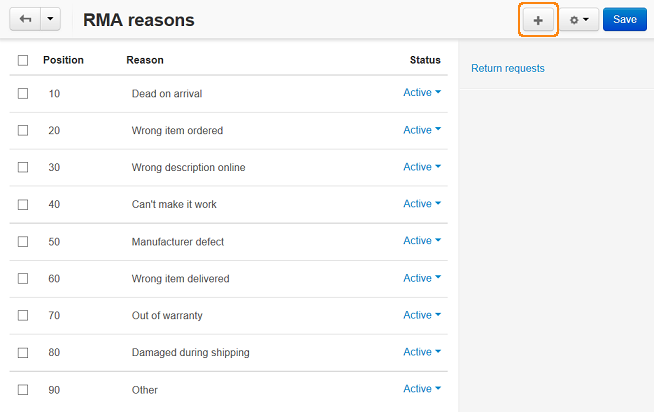 RMA reasons Save
Position Reason Status
10 Dead on arrival Active
20 Wrong item ordered Active
30 Wrong description online Active
40 Can't make it work Active
50 Manufacturer defect Active
60 Wrong item delivered Active
70 Out of warranty Active
80 Damaged during shipping Active
90 Other Active
Return requests